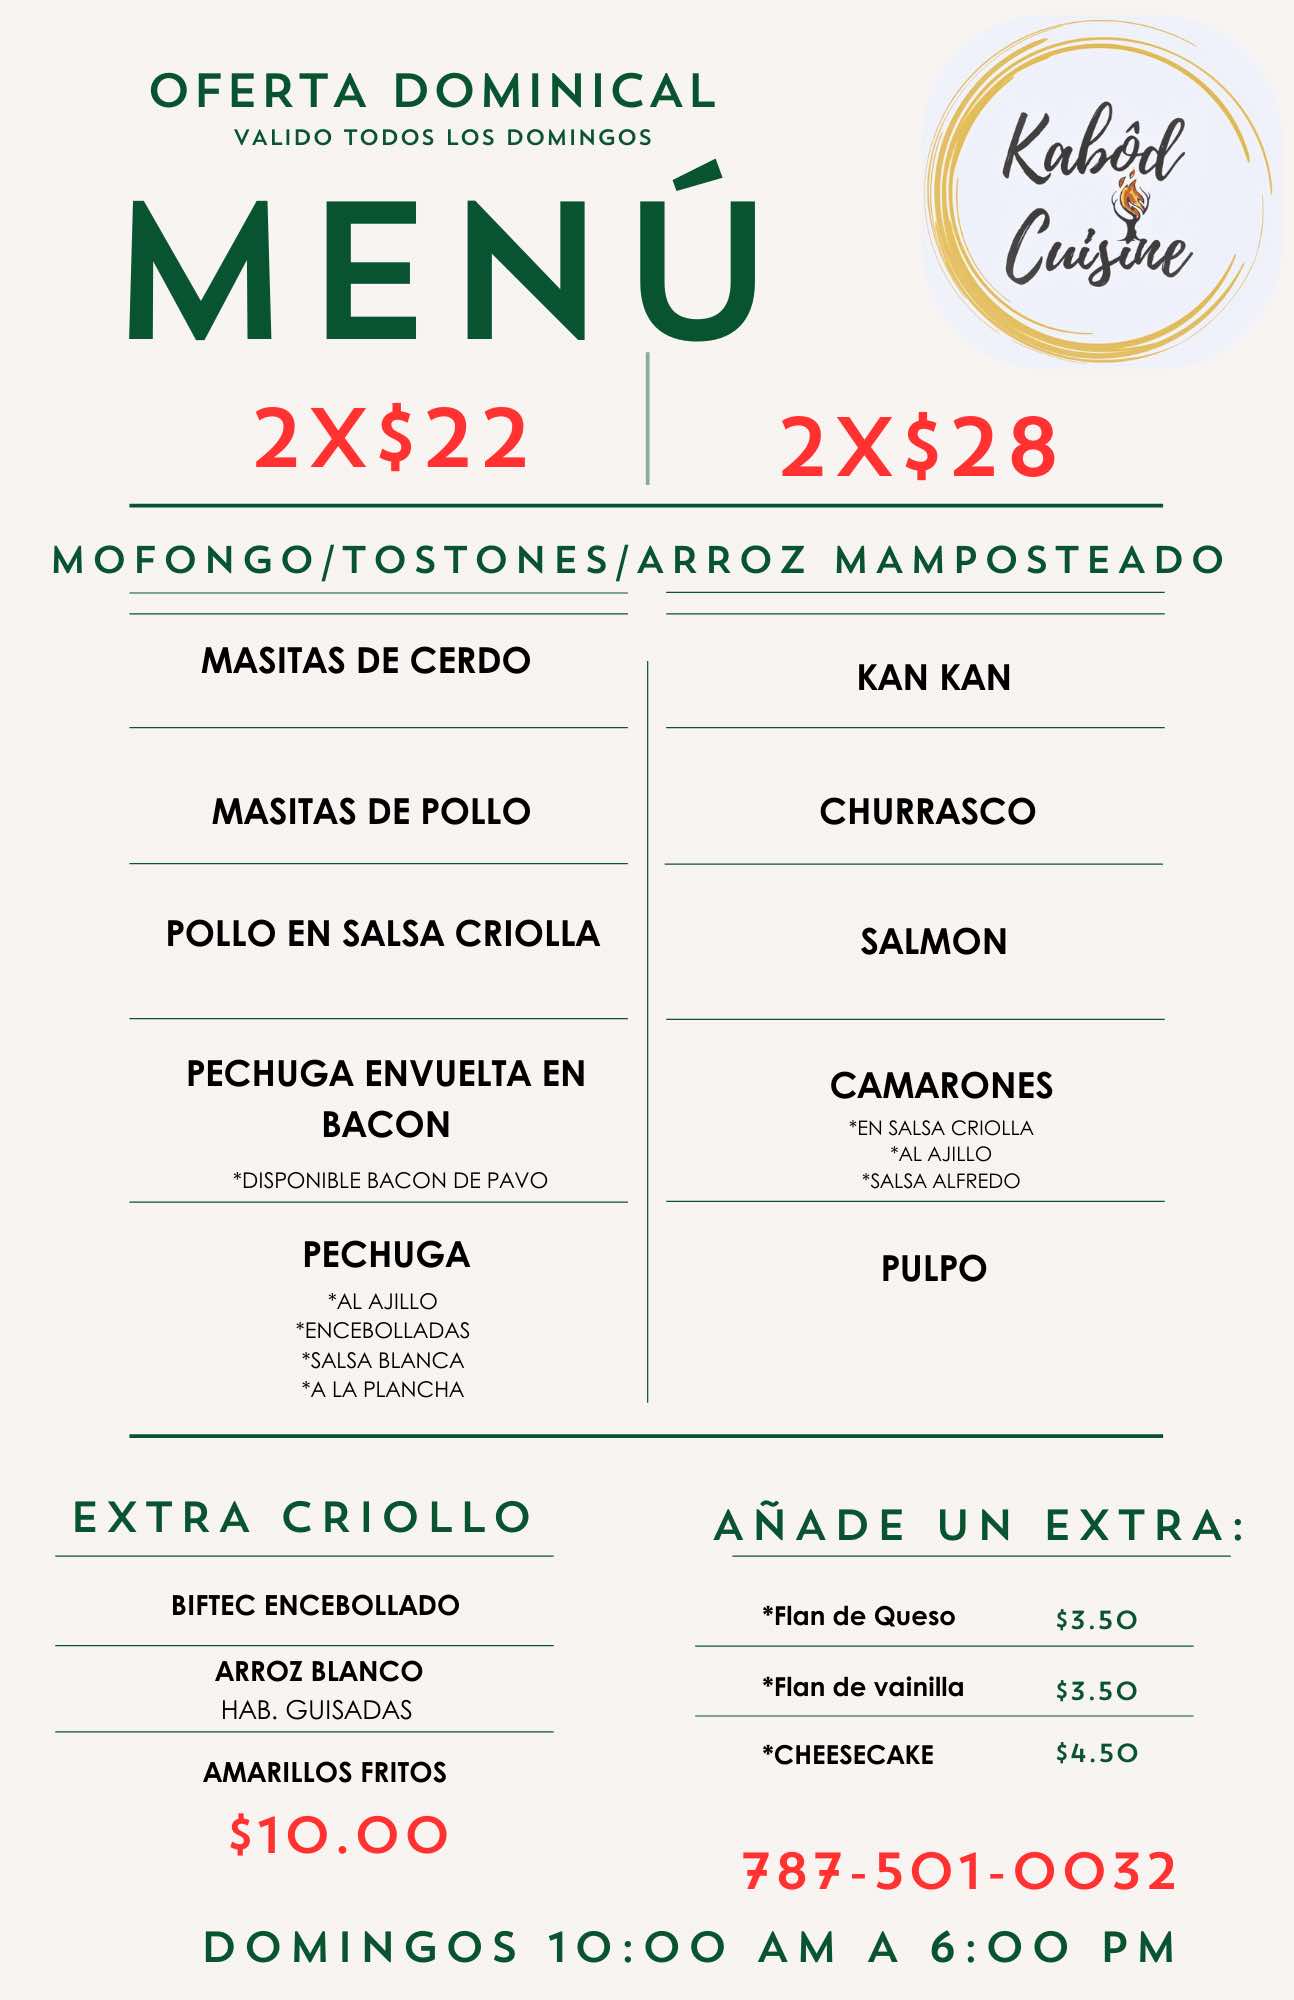 OFERTA DOMINICAL
VALIDO TODOS LOS DOMINGOS
MENÚ
Kabôd
Cuisine
2X$22
2X$28
MOFONGO/TOSTONES/ARROZ MAMPOSTEADO
MASITAS DE CERDO
MASITAS DE POLLO
POLLO EN SALSA CRIOLLA
PECHUGA ENVUELTA EN
BACON
*DISPONIBLE BACON DE PAVO
PECHUGA
*AL AJILLO
*ENCEBOLLADAS
*SALSA BLANCA
*A LA PLANCHA
KAN KAN
CHURRASCO
SALMON
CAMARONES
*EN SALSA CRIOLLA
*AL AJILLO
*SALSA ALFREDO
PULPO
EXTRA CRIOLLO
BIFTEC ENCEBOLLADO
ARROZ BLANCO
HAB. GUISADAS
AMARILLOS FRITOS
$10.00
AÑADE UN EXTRA:
*Flan de Queso $3.50
*Flan de vainilla $3.50
*CHEESECAKE $4.50
787-501-0032
DOMINGOS 10:00 AM A 6:00 PM